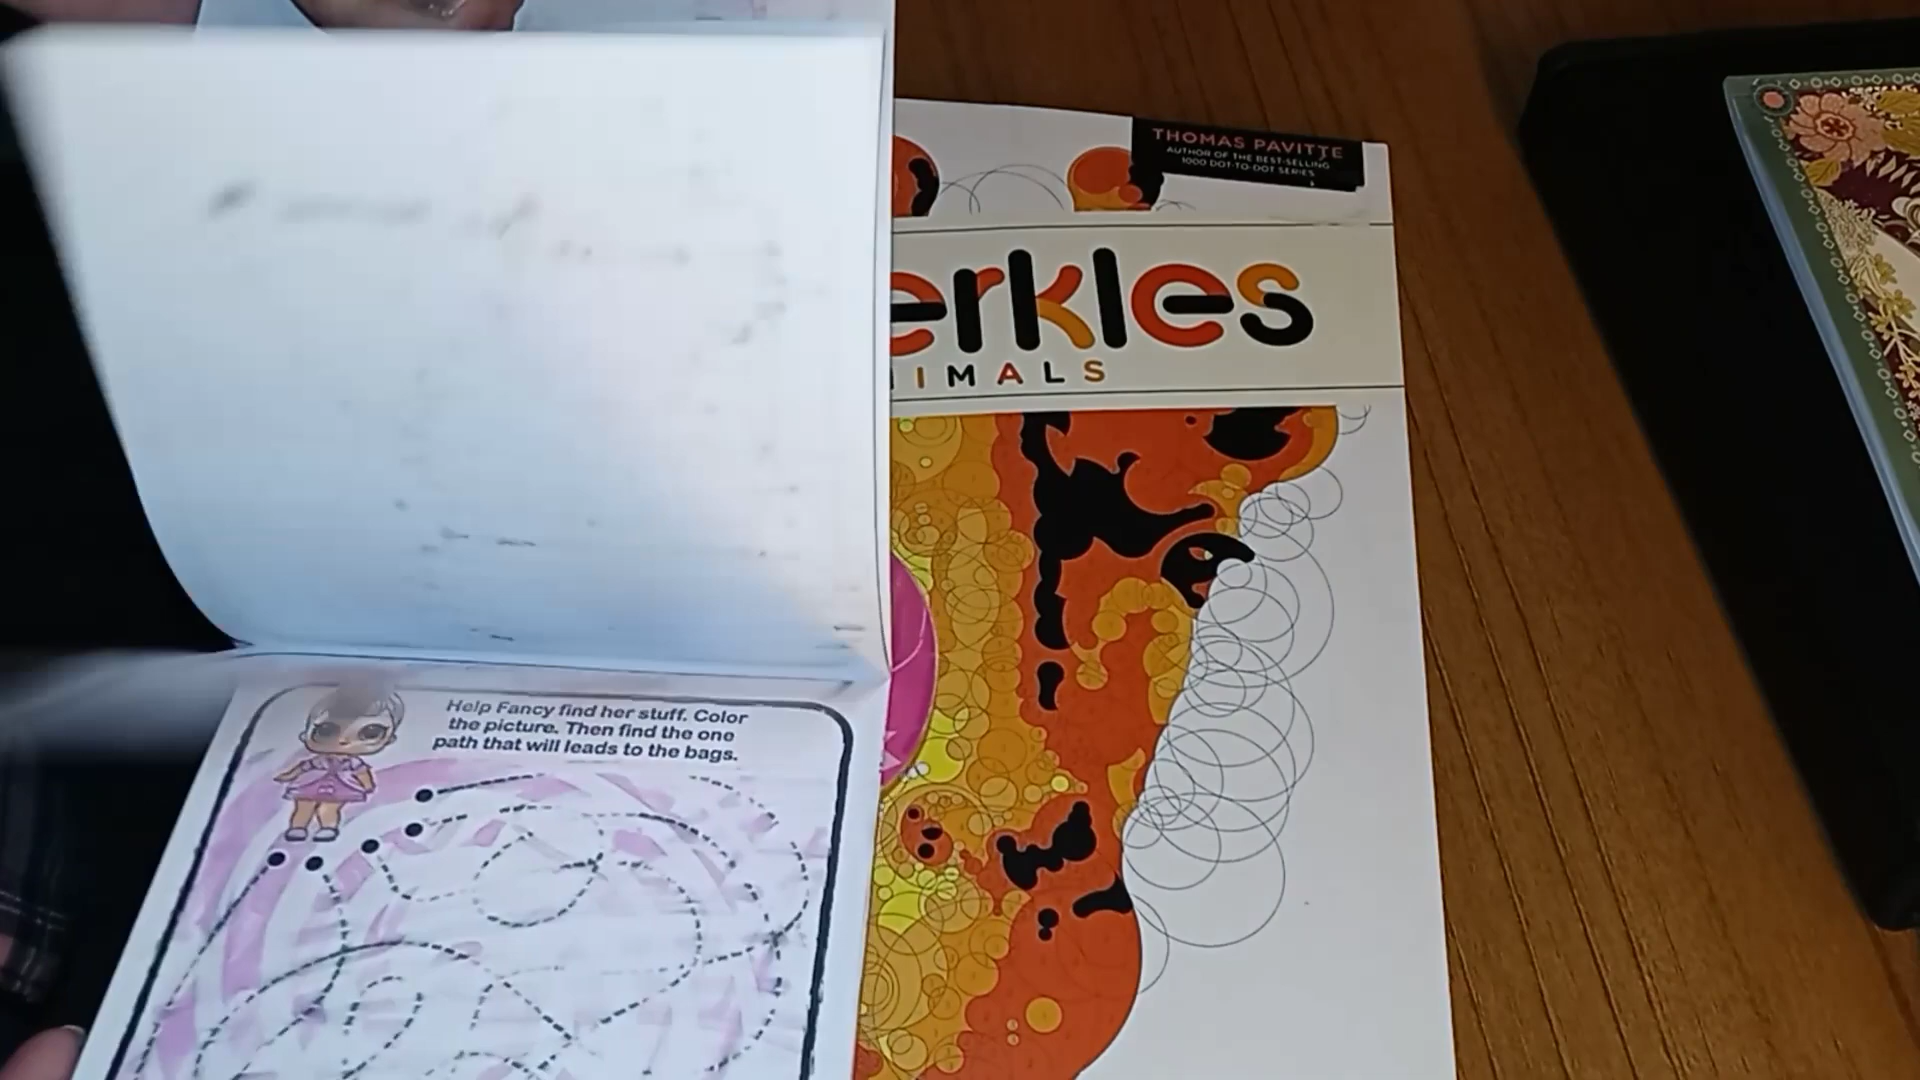 THOMAS PAVITTE
AUTHOR OF THE BEST-SELLING
1000 DOT-TO-DOT SERIES
erkles
IMALS
Help Fancy find her stuff. Color
the picture. Then find the one
path that will leads to the bags.